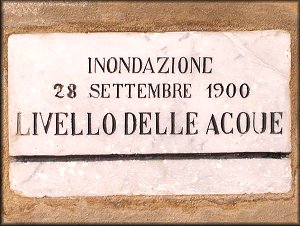 INONDAZIONE
28 SETTEMBRE 1900
LIVELLO DELLE ACQUE